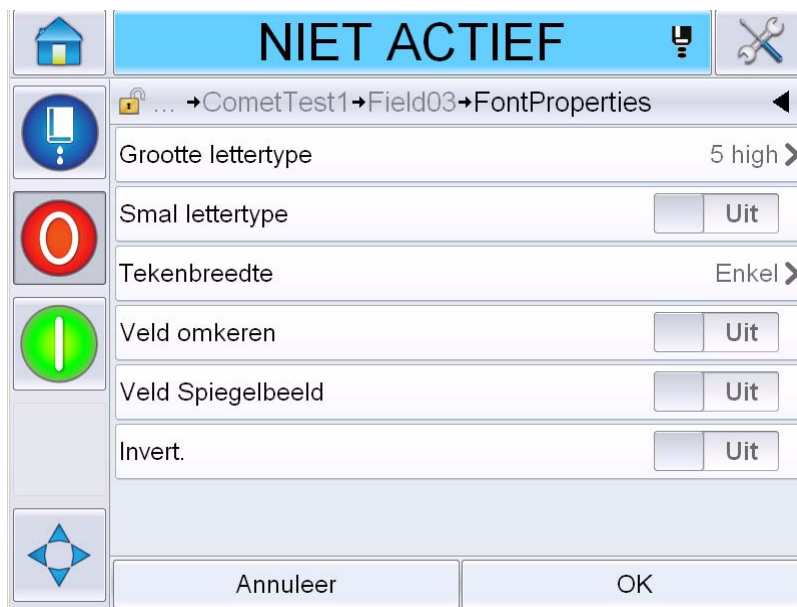 NIET ACTIEF
... →CometTest1→Field03→FontProperties
Grootte lettertype 5 high
Smal lettertype Uit
Tekenbreedte Enkel
Veld omkeren Uit
Veld Spiegelbeeld Uit
Invert. Uit
Annuleer OK